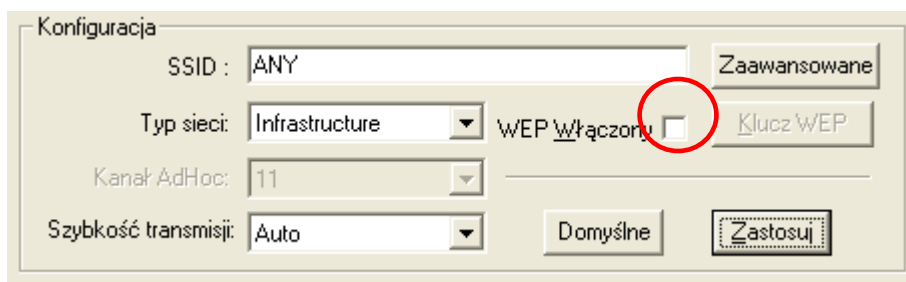 Konfiguracja
SSID : ANY Zaawansowane
Typ sieci: Infrastructure WEP Włączony Klucz WEP
Kanał AdHoc: 11
Szybkość transmisji: Auto Domyślne Zastosuj